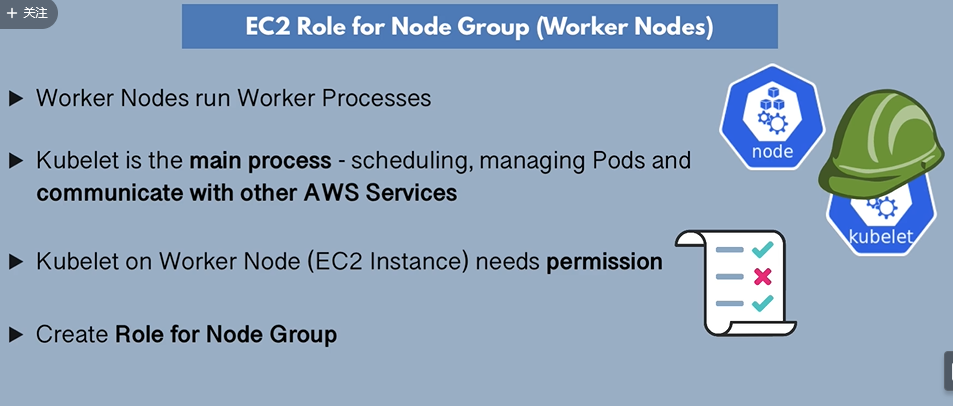 + 关注
EC2 Role for Node Group (Worker Nodes)
Worker Nodes run Worker Processes
Kubelet is the main process - scheduling, managing Pods and
communicate with other AWS Services
Kubelet on Worker Node (EC2 Instance) needs permission
Create Role for Node Group
node
kubelet